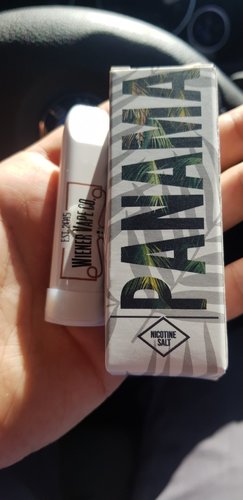 EST. 2015
WIENER VAPE CO.
PANAMA
NICOTINE
SALT